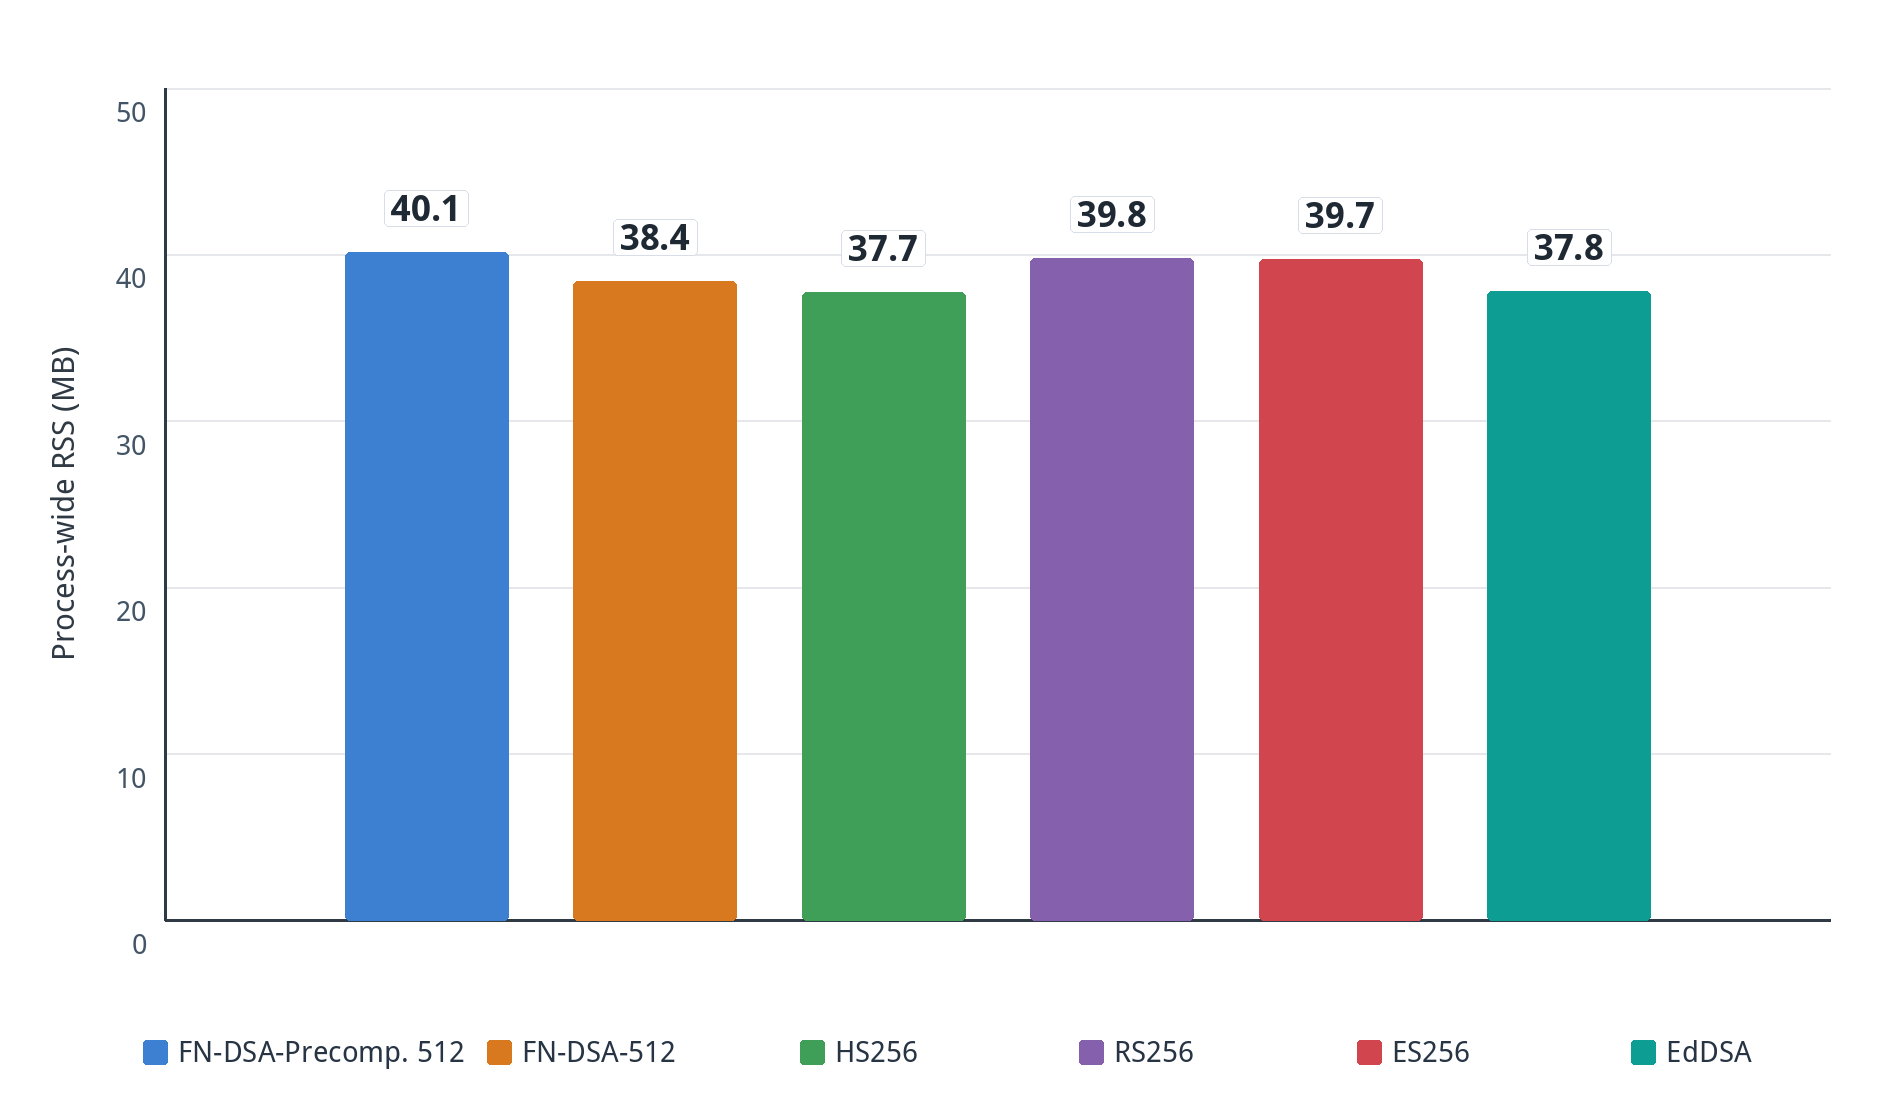 50
40
30
20
10
0
Process-wide RSS (MB)
40.1
38.4
37.7
39.8
39.7
37.8
FN-DSA-Precomp. 512
FN-DSA-512
HS256
RS256
ES256
EdDSA